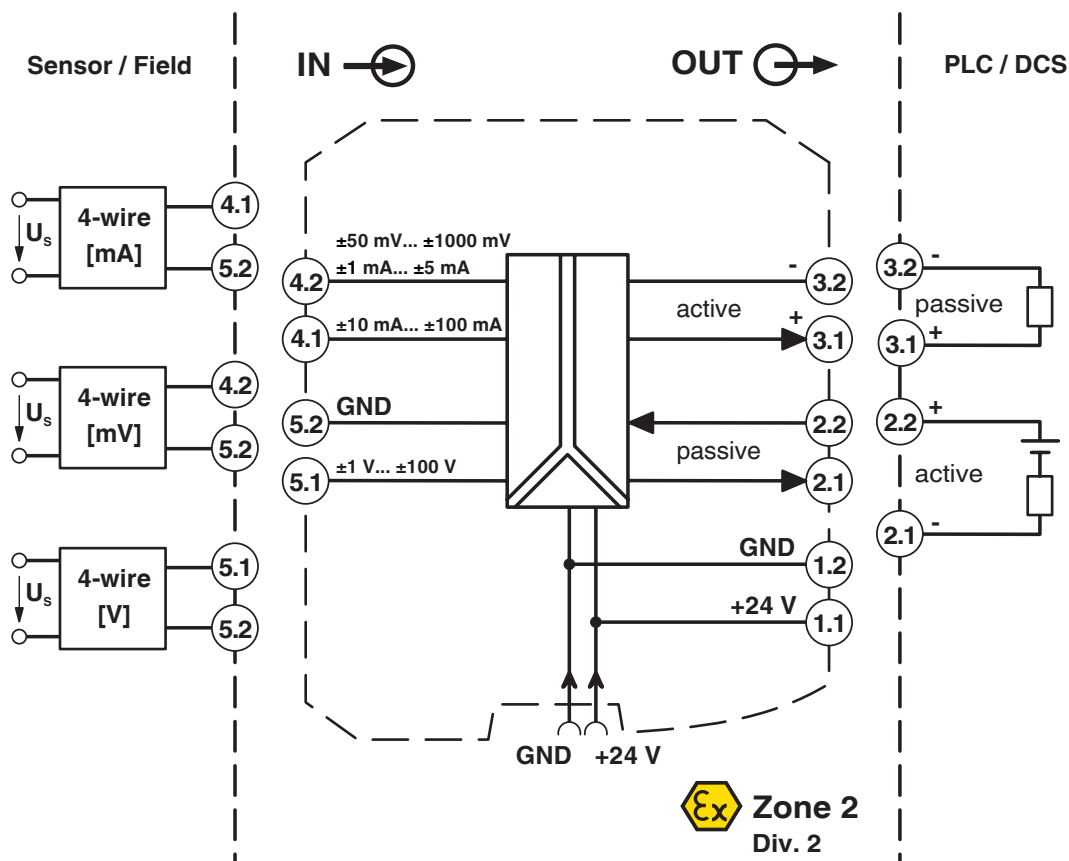 Sensor / Field
IN
OUT
PLC / DCS
4-wire
[mA]
Us
4.1
5.2
4-wire
[mV]
Us
4.2
5.2
4-wire
[V]
Us
5.1
5.2
±50 mV... ±1000 mV
±1 mA... ±5 mA
4.2
±10 mA... ±100 mA
4.1
GND
5.2
±1 V... ±100 V
5.1
-
3.2
active
+
3.1
2.2
passive
2.1
GND
1.2
+24 V
1.1
GND
+24 V
3.2
-
passive
3.1
+
2.2
+
active
2.1
-
Ex
Zone 2
Div. 2